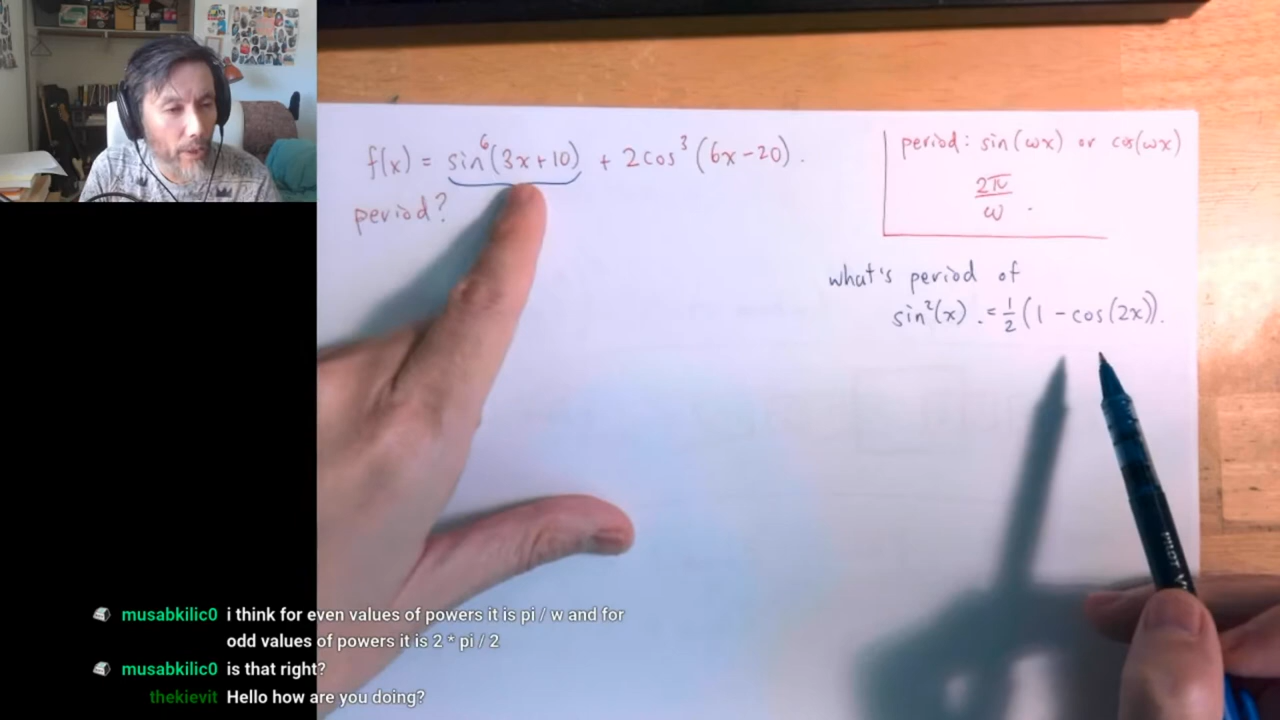 f(x) = sin⁶(3x+10) + 2cos³(6x-20).
period?
period: sin(ωx) or cos(ωx)
2π
ω .
what's period of
sin²(x) . = ½(1 - cos(2x)).
musabkilic0 i think for even values of powers it is pi / w and for
odd values of powers it is 2 * pi / 2
musabkilic0 is that right?
thekievit Hello how are you doing?